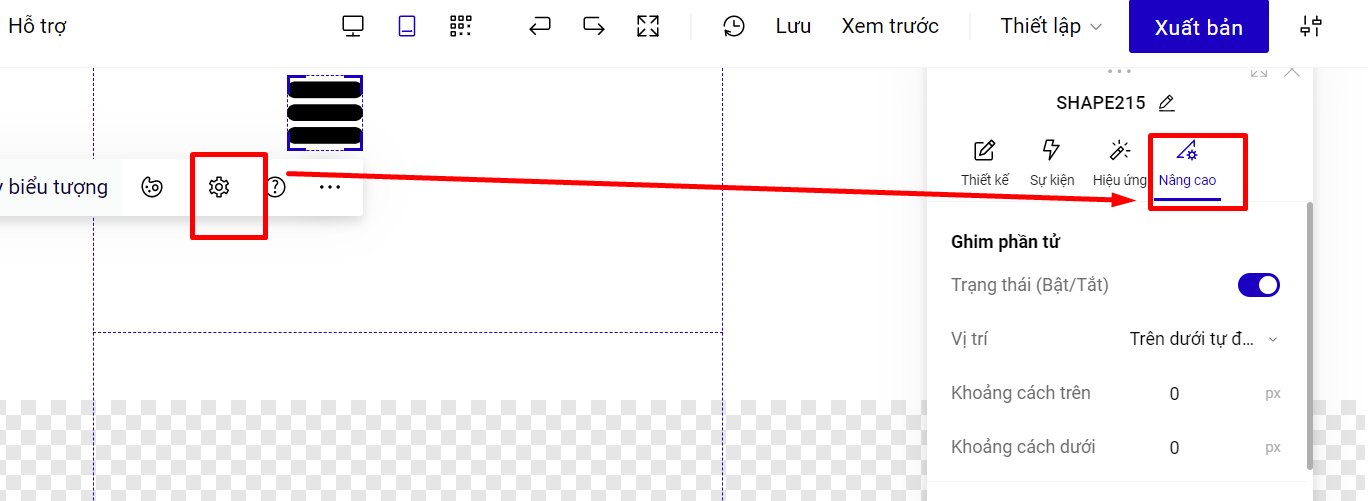 Hỗ trợ
Lưu
Xem trước
Thiết lập
Xuất bản
SHAPE215
Thiết kế
Sự kiện
Hiệu ứng
Nâng cao
biểu tượng
Ghim phần tử
Trạng thái (Bật/Tắt)
Vị trí
Trên dưới tự đ...
Khoảng cách trên
0
px
Khoảng cách dưới
0
px